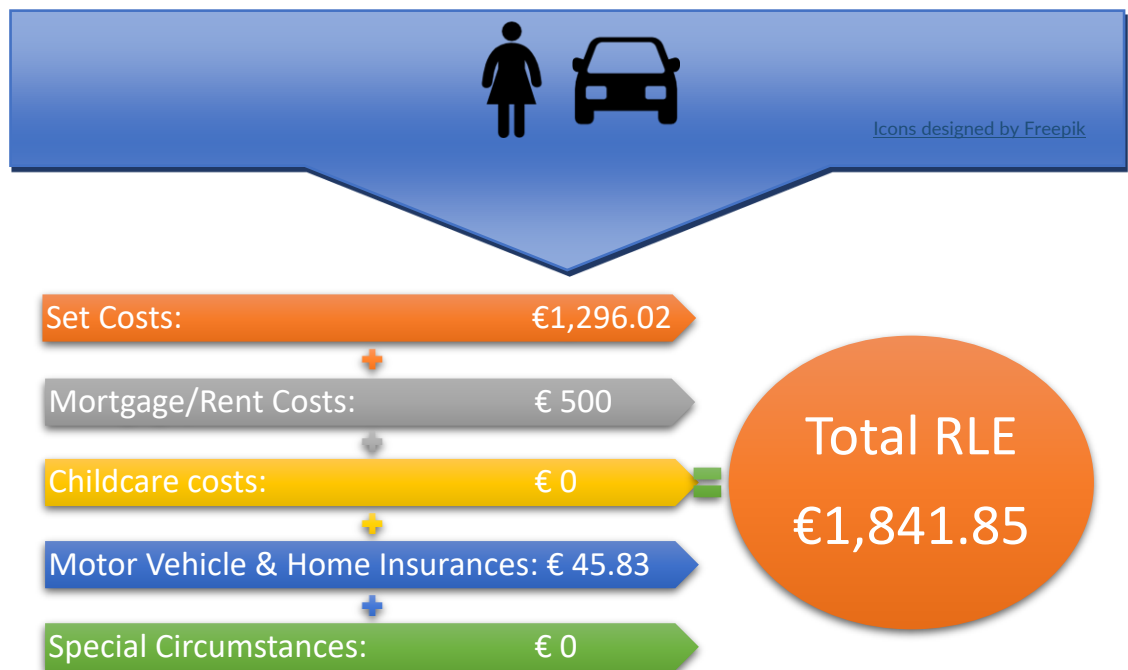 Icons designed by Freepik
Set Costs: €1,296.02
Mortgage/Rent Costs: € 500
Childcare costs: € 0
Motor Vehicle & Home Insurances: € 45.83
Special Circumstances: € 0
Total RLE
€1,841.85